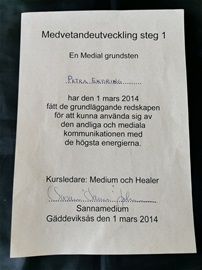 Medvetandeutveckling steg 1
En Medial grundsten
har den 1 mars 2014
fått de grundläggande redskapen
för att kunna använda sig av
den andliga och mediala
kommunikationen med
de högsta energierna.
Kursledare: Medium och Healer
Sannamedium
Gäddeviksås den 1 mars 2014